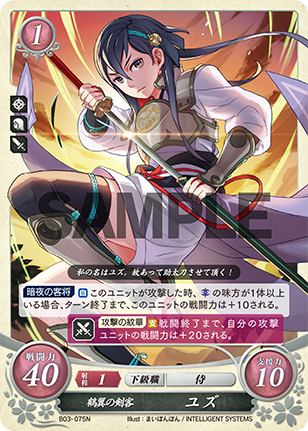 1
SAMPLE
私の名はユズ。故あって助太刀させて頂く！
暗夜の客将 自 このユニットが攻撃した時、の味方が1体以上
いる場合、ターン終了まで、このユニットの戦闘力は+10される。
攻撃の紋章 支 戦闘終了まで、自分の攻撃
ユニットの戦闘力は+20される。
戦闘力
40
射程 1 下級職 侍
支援力
10
の剣客 ユズ
B03-075N Illust：まいぽんぽん / INTELLIGENT SYSTEMS